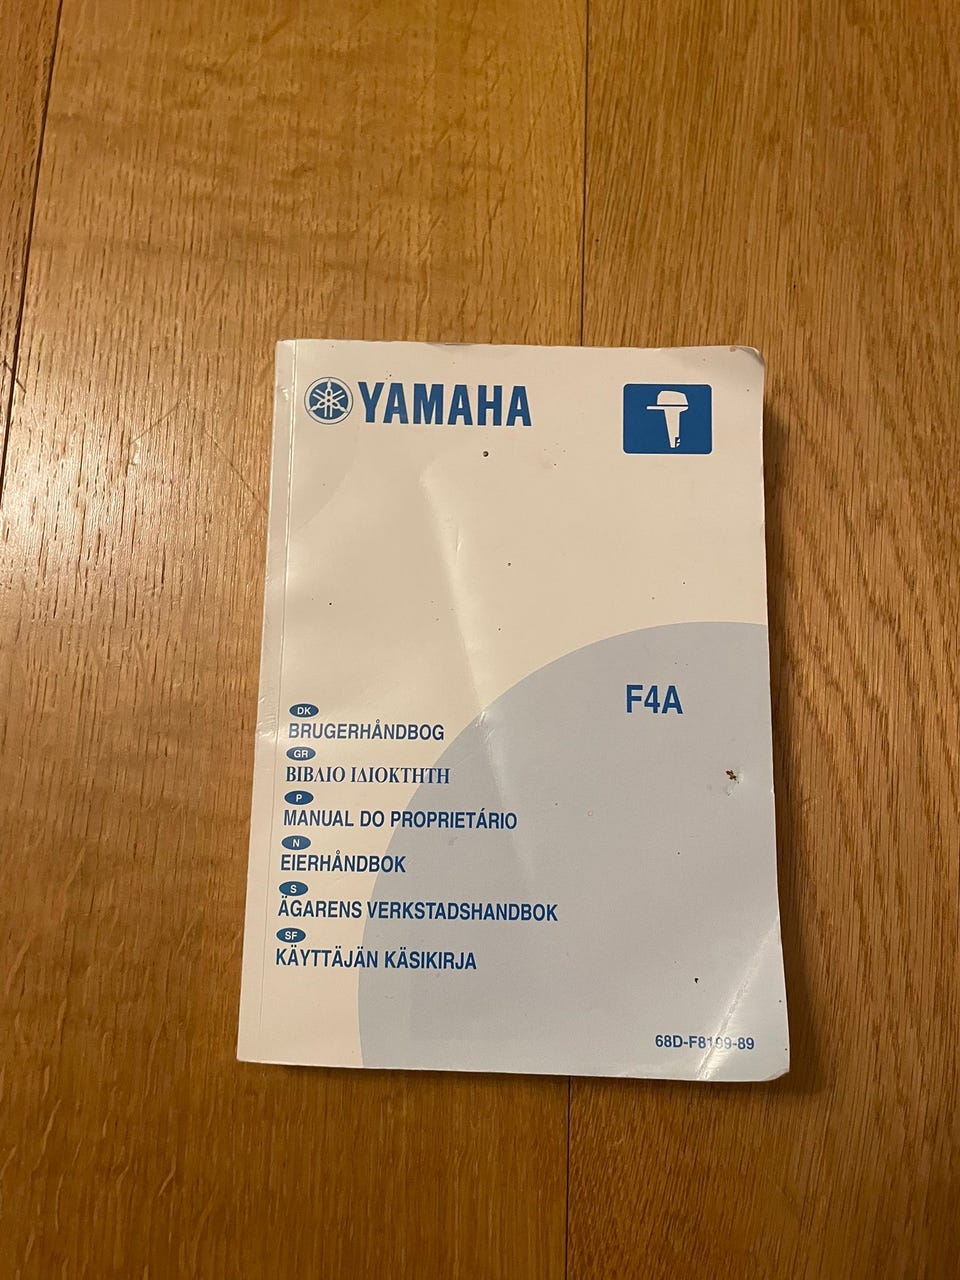 YAMAHA
F4A
DK
BRUGERHÅNDBOG
GR
ΒΙΒΛΙΟ ΙΔΙΟΚΤΗΤΗ
P
MANUAL DO PROPRIETÁRIO
N
EIERHÅNDBOK
S
ÄGARENS VERKSTADSHANDBOK
SF
KÄYTTÄJÄN KÄSIKIRJA
68D-F8199-89